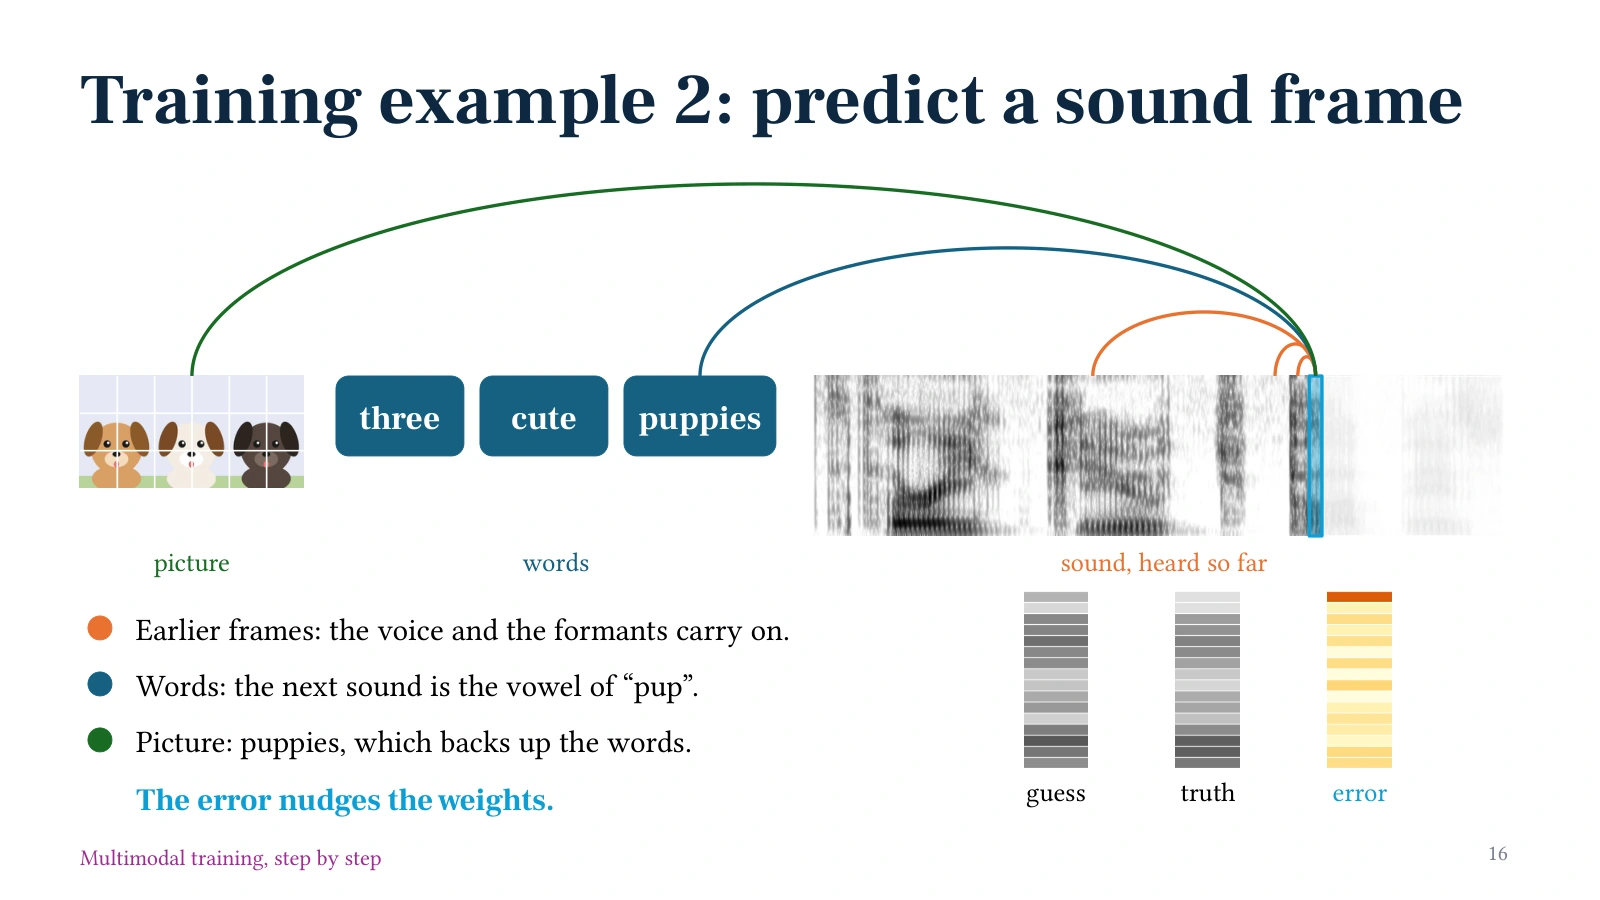 Training example 2: predict a sound frame
three
cute
puppies
picture
words
sound, heard so far
Earlier frames: the voice and the formants carry on.
Words: the next sound is the vowel of “pup”.
Picture: puppies, which backs up the words.
The error nudges the weights.
guess
truth
error
Multimodal training, step by step
16